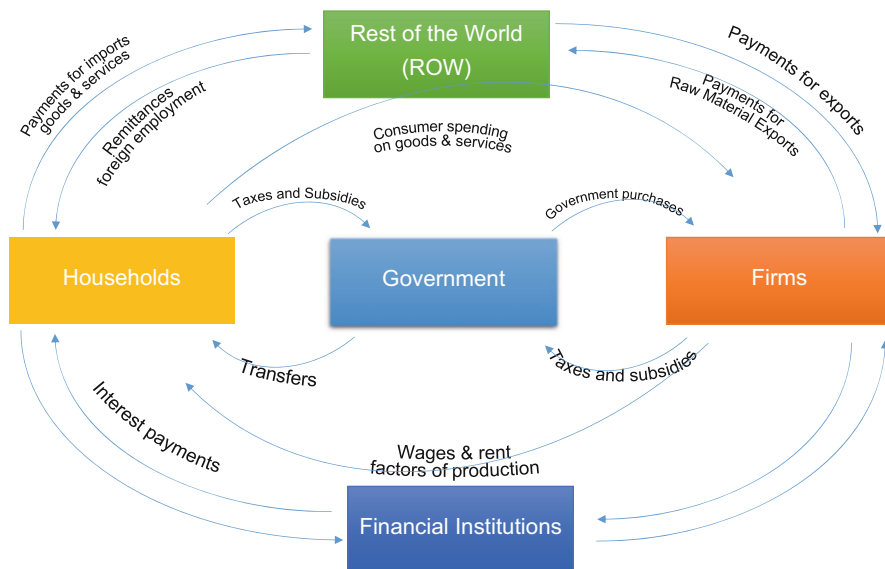 Rest of the World
(ROW)
Payments for imports
goods & services
Remittances
foreign employment
Consumer spending
on goods & services
Payments for
Raw Material Exports
Payments for exports
Taxes and Subsidies
Government purchases
Households
Government
Firms
Transfers
Taxes and subsidies
Interest payments
Wages & rent
factors of production
Financial Institutions